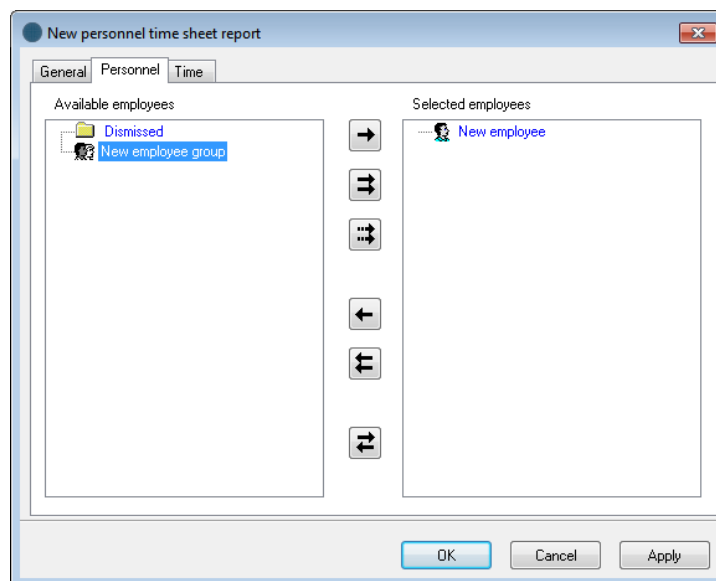 New personnel time sheet report
General Personnel Time
Available employees
Selected employees
Dismissed
New employee group
New employee
OK Cancel Apply